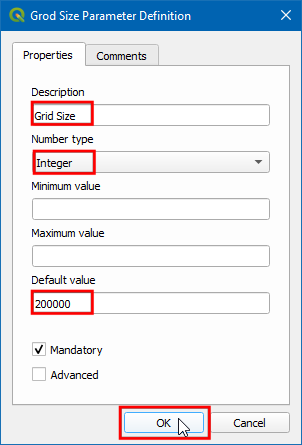 Grod Size Parameter Definition
Properties
Comments
Description
Grid Size
Number type
Integer
Minimum value
Maximum value
Default value
200000
Mandatory
Advanced
OK
Cancel